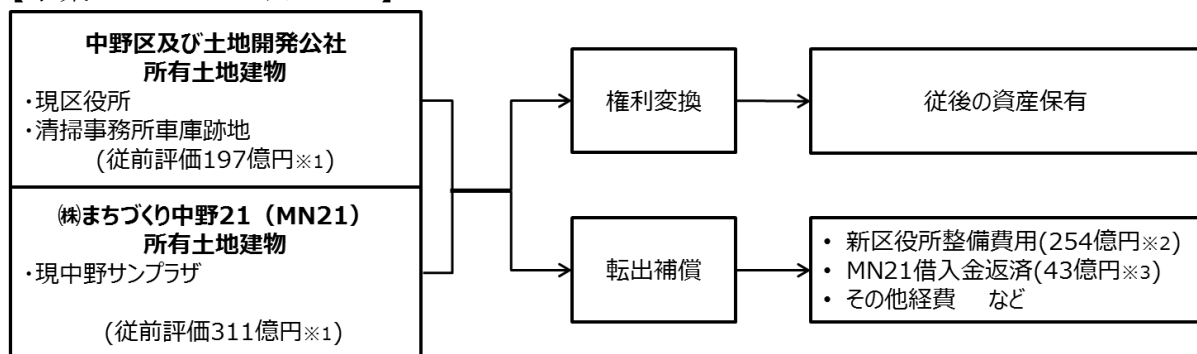 中野区及び土地開発公社
所有土地建物
・現区役所
・清掃事務所車庫跡地
(従前評価197億円※1)
㈱まちづくり中野21（MN21）
所有土地建物
・現中野サンプラザ
(従前評価311億円※1)
権利変換
従後の資産保有
転出補償
• 新区役所整備費用(254億円※2)
• MN21借入金返済(43億円※3)
• その他経費　など